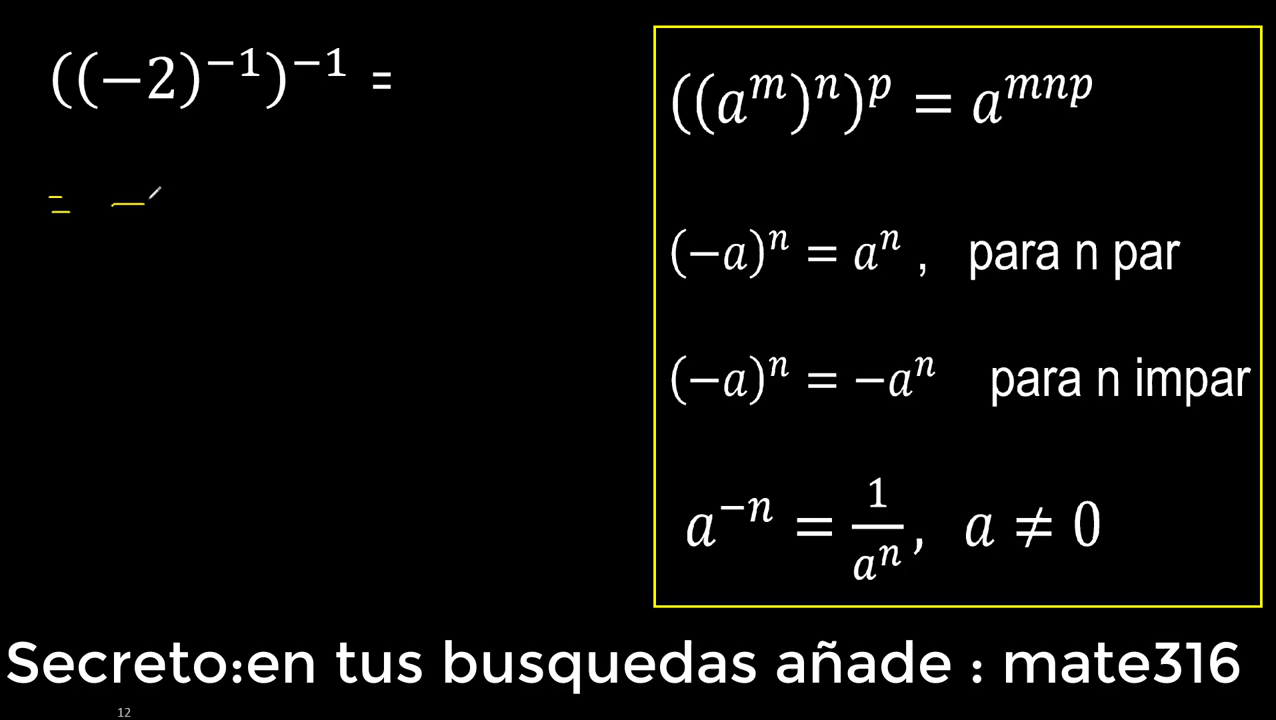 ((−2)⁻¹)⁻¹ =
= −
((aᵐ)ⁿ)ᵖ = aᵐⁿᵖ
(−a)ⁿ = aⁿ , para n par
(−a)ⁿ = −aⁿ para n impar
a⁻ⁿ = 1/aⁿ, a ≠ 0
Secreto:en tus busquedas añade : mate316
12